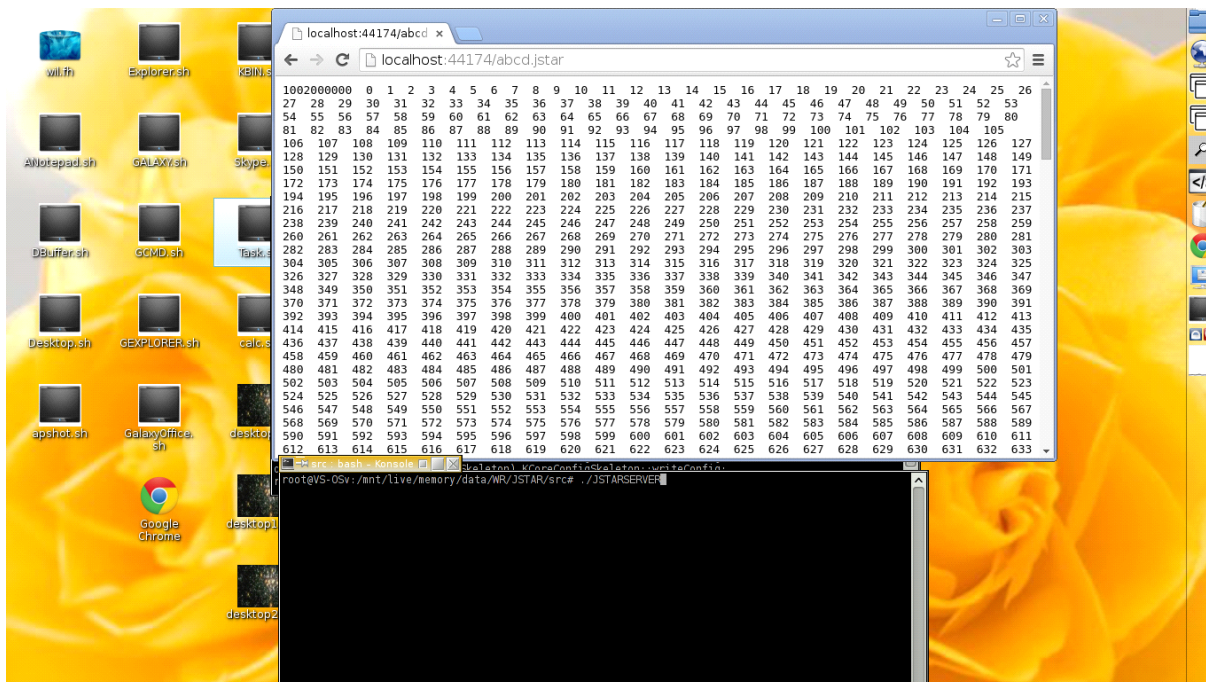 localhost:44174/abcd
localhost:44174/abcd.jstar
1002000000 0 1 2 3 4 5 6 7 8 9 10 11 12 13 14 15 16 17 18 19 20 21 22 23 24 25 26
27 28 29 30 31 32 33 34 35 36 37 38 39 40 41 42 43 44 45 46 47 48 49 50 51 52 53
54 55 56 57 58 59 60 61 62 63 64 65 66 67 68 69 70 71 72 73 74 75 76 77 78 79 80
81 82 83 84 85 86 87 88 89 90 91 92 93 94 95 96 97 98 99 100 101 102 103 104 105
106 107 108 109 110 111 112 113 114 115 116 117 118 119 120 121 122 123 124 125 126 127
128 129 130 131 132 133 134 135 136 137 138 139 140 141 142 143 144 145 146 147 148 149
150 151 152 153 154 155 156 157 158 159 160 161 162 163 164 165 166 167 168 169 170 171
172 173 174 175 176 177 178 179 180 181 182 183 184 185 186 187 188 189 190 191 192 193
194 195 196 197 198 199 200 201 202 203 204 205 206 207 208 209 210 211 212 213 214 215
216 217 218 219 220 221 222 223 224 225 226 227 228 229 230 231 232 233 234 235 236 237
238 239 240 241 242 243 244 245 246 247 248 249 250 251 252 253 254 255 256 257 258 259
260 261 262 263 264 265 266 267 268 269 270 271 272 273 274 275 276 277 278 279 280 281
282 283 284 285 286 287 288 289 290 291 292 293 294 295 296 297 298 299 300 301 302 303
304 305 306 307 308 309 310 311 312 313 314 315 316 317 318 319 320 321 322 323 324 325
326 327 328 329 330 331 332 333 334 335 336 337 338 339 340 341 342 343 344 345 346 347
348 349 350 351 352 353 354 355 356 357 358 359 360 361 362 363 364 365 366 367 368 369
370 371 372 373 374 375 376 377 378 379 380 381 382 383 384 385 386 387 388 389 390 391
392 393 394 395 396 397 398 399 400 401 402 403 404 405 406 407 408 409 410 411 412 413
414 415 416 417 418 419 420 421 422 423 424 425 426 427 428 429 430 431 432 433 434 435
436 437 438 439 440 441 442 443 444 445 446 447 448 449 450 451 452 453 454 455 456 457
458 459 460 461 462 463 464 465 466 467 468 469 470 471 472 473 474 475 476 477 478 479
480 481 482 483 484 485 486 487 488 489 490 491 492 493 494 495 496 497 498 499 500 501
502 503 504 505 506 507 508 509 510 511 512 513 514 515 516 517 518 519 520 521 522 523
524 525 526 527 528 529 530 531 532 533 534 535 536 537 538 539 540 541 542 543 544 545
546 547 548 549 550 551 552 553 554 555 556 557 558 559 560 561 562 563 564 565 566 567
568 569 570 571 572 573 574 575 576 577 578 579 580 581 582 583 584 585 586 587 588 589
590 591 592 593 594 595 596 597 598 599 600 601 602 603 604 605 606 607 608 609 610 611
612 613 614 615 616 617 618 619 620 621 622 623 624 625 626 627 628 629 630 631 632 633
wil.fh Explorer.sh KBIN.s
ANotepad.sh GALAXY.sh Skype.
DBuffer.sh GCMD.sh Task.s
Desktop.sh GEXPLORER.sh calc.s
apshot.sh GalaxyOffice.sh desktop
Google Chrome desktop1
desktop2
src : bash - Konsole
Skeleton) KCoreConfigSkeleton::writeConfig:
root@VS-OSv:/mnt/live/memory/data/WR/JSTAR/src# ./JSTARSERVER